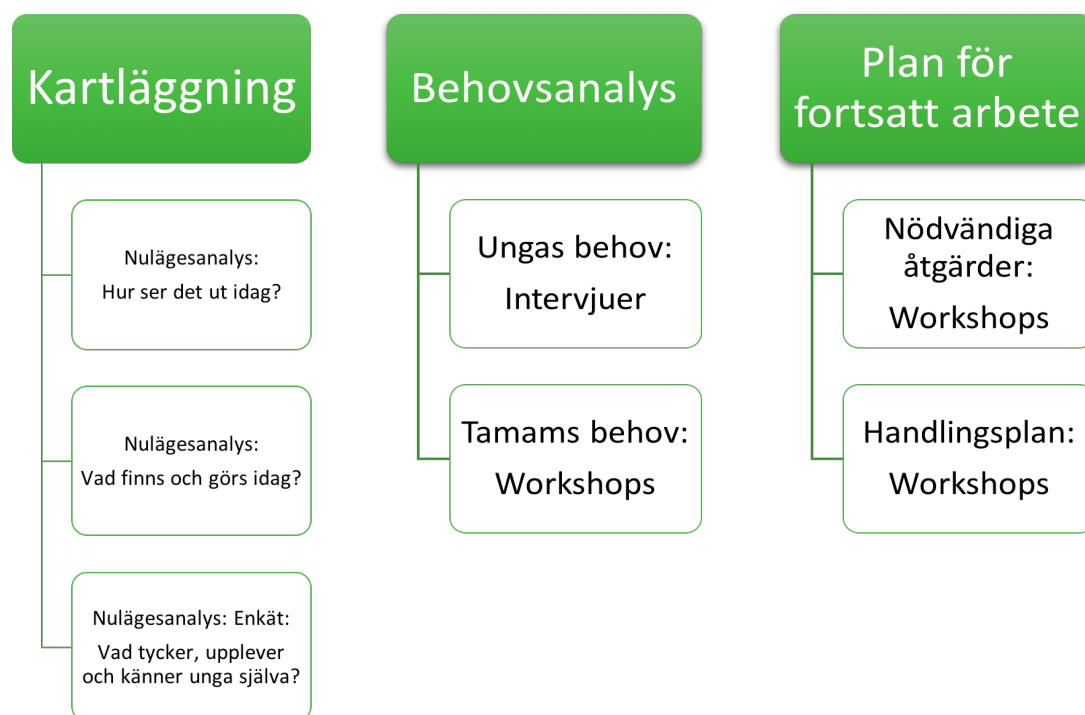 Kartläggning
Nulägesanalys:
Hur ser det ut idag?
Nulägesanalys:
Vad finns och görs idag?
Nulägesanalys: Enkät:
Vad tycker, upplever
och känner unga själva?
Behovsanalys
Ungas behov:
Intervjuer
Tamams behov:
Workshops
Plan för
fortsatt arbete
Nödvändiga
åtgärder:
Workshops
Handlingsplan:
Workshops